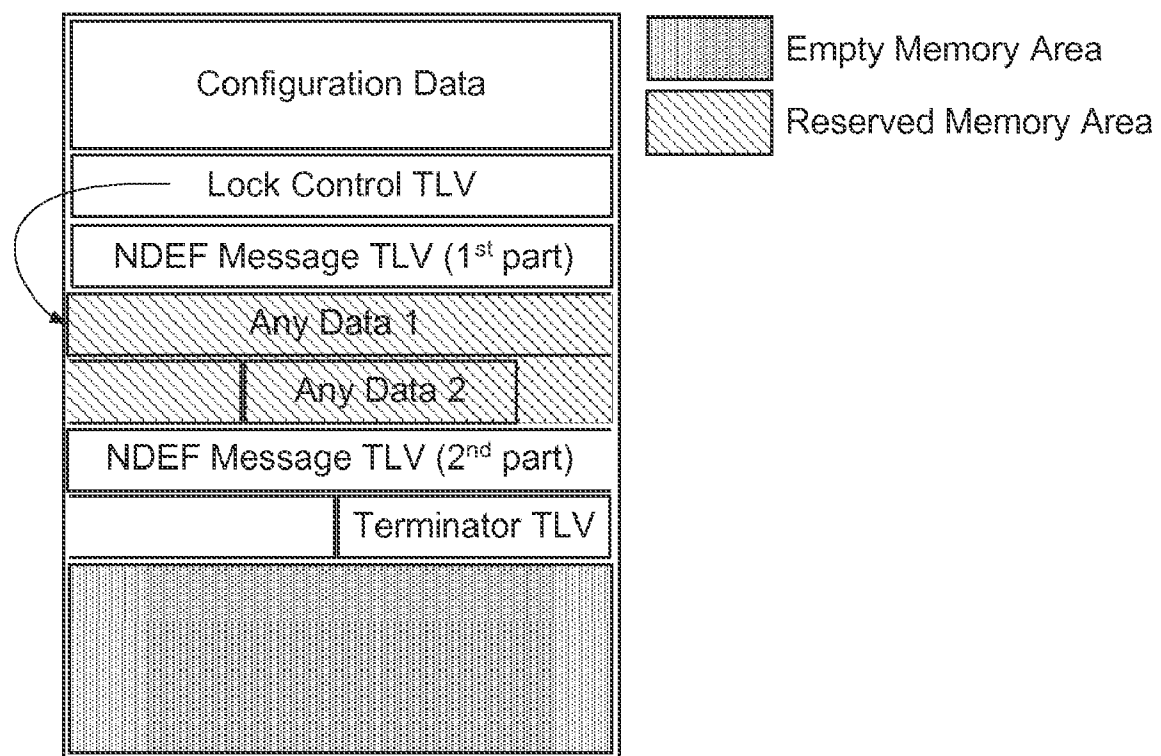 Configuration Data
Lock Control TLV
NDEF Message TLV (1st part)
Any Data 1
Any Data 2
NDEF Message TLV (2nd part)
Terminator TLV
Empty Memory Area
Reserved Memory Area